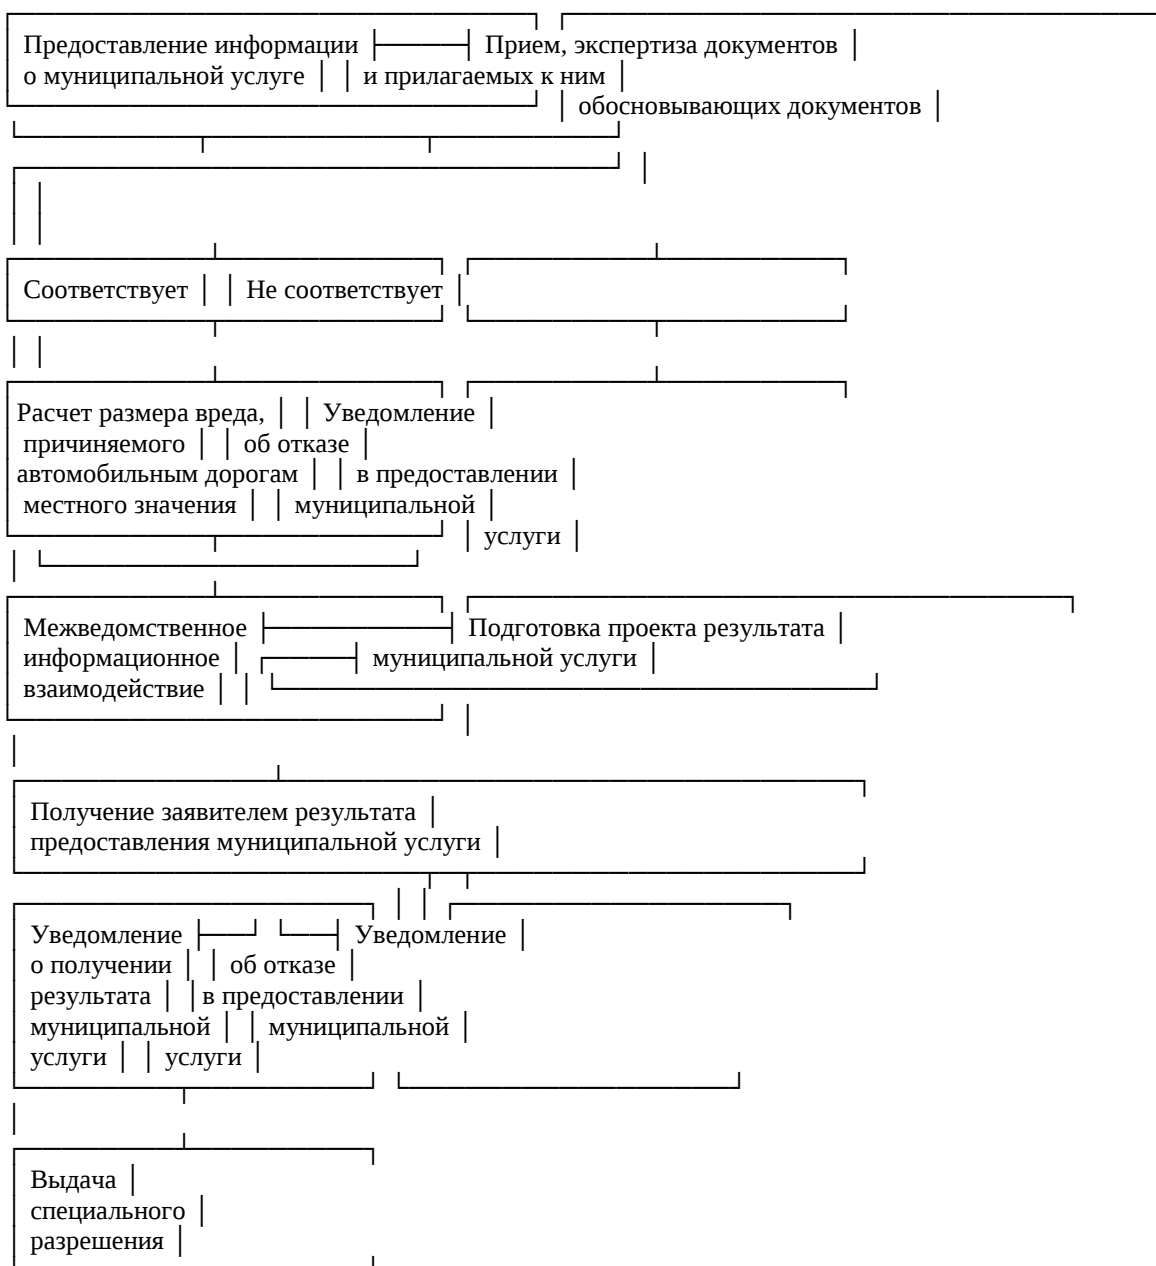 Предоставление информации ├─────┤ Прием, экспертиза документов │
│ о муниципальной услуге │ │ и прилагаемых к ним │
│ обосновывающих документов │
│ Соответствует │ │ Не соответствует │
│Расчет размера вреда, │ │ Уведомление │
│ причиняемого │ │ об отказе │
│автомобильным дорогам │ │ в предоставлении │
│ местного значения │ │ муниципальной │
│ услуги │
│ Межведомственное ├──────────┤ Подготовка проекта результата │
│ информационное │ ┌─────┤ муниципальной услуги │
│ взаимодействие │ │
│ Получение заявителем результата │
│ предоставления муниципальной услуги │
│ Уведомление ├──┘ └──┤ Уведомление │
│ о получении │ │ об отказе │
│ результата │ │в предоставлении │
│ муниципальной │ │ муниципальной │
│ услуги │ │ услуги │
│ Выдача │
│ специального │
│ разрешения │